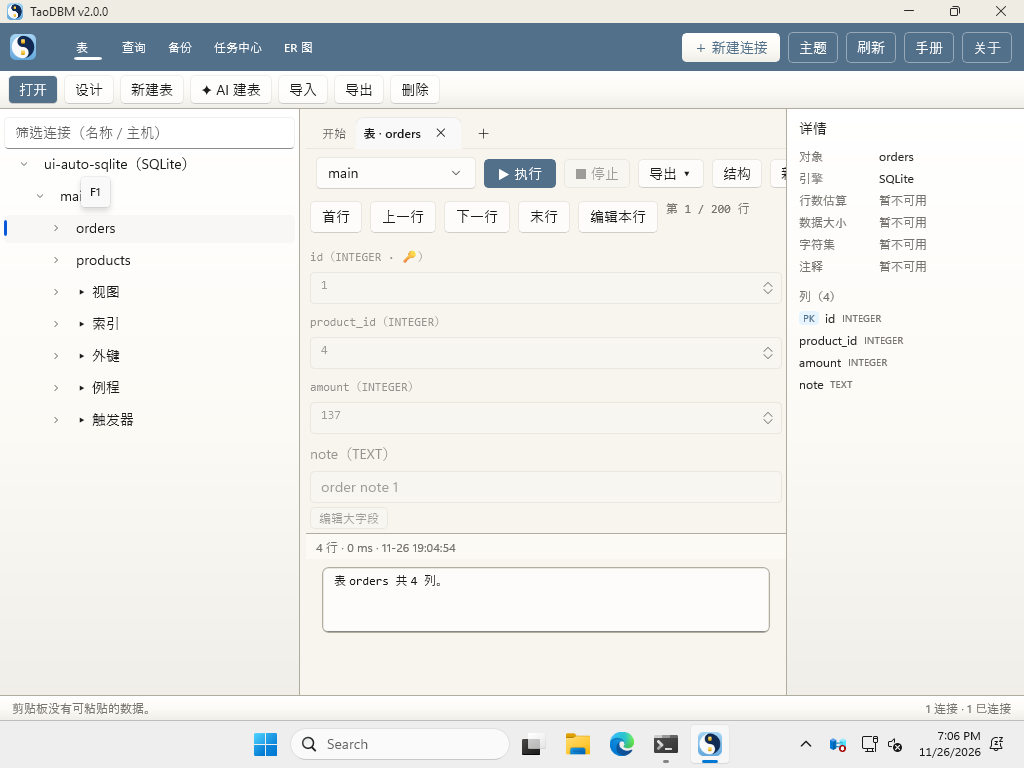 TaoDBM v2.0.0
表
查询
备份
任务中心
ER 图
+ 新建连接
主题
刷新
手册
关于
打开
设计
新建表
✦ AI 建表
导入
导出
删除
筛选连接（名称 / 主机）
ui-auto-sqlite（SQLite）
mai
F1
orders
products
视图
索引
外键
例程
触发器
开始
表 · orders
main
执行
停止
导出
结构
首行
上一行
下一行
末行
编辑本行
第 1 / 200 行
id（INTEGER · 🔑）
1
product_id（INTEGER）
4
amount（INTEGER）
137
note（TEXT）
order note 1
编辑大字段
4 行 · 0 ms · 11-26 19:04:54
表 orders 共 4 列。
详情
对象 orders
引擎 SQLite
行数估算 暂不可用
数据大小 暂不可用
字符集 暂不可用
注释 暂不可用
列（4）
PK id INTEGER
product_id INTEGER
amount INTEGER
note TEXT
剪贴板没有可粘贴的数据。
1 连接 · 1 已连接
Search
7:06 PM
11/26/2026